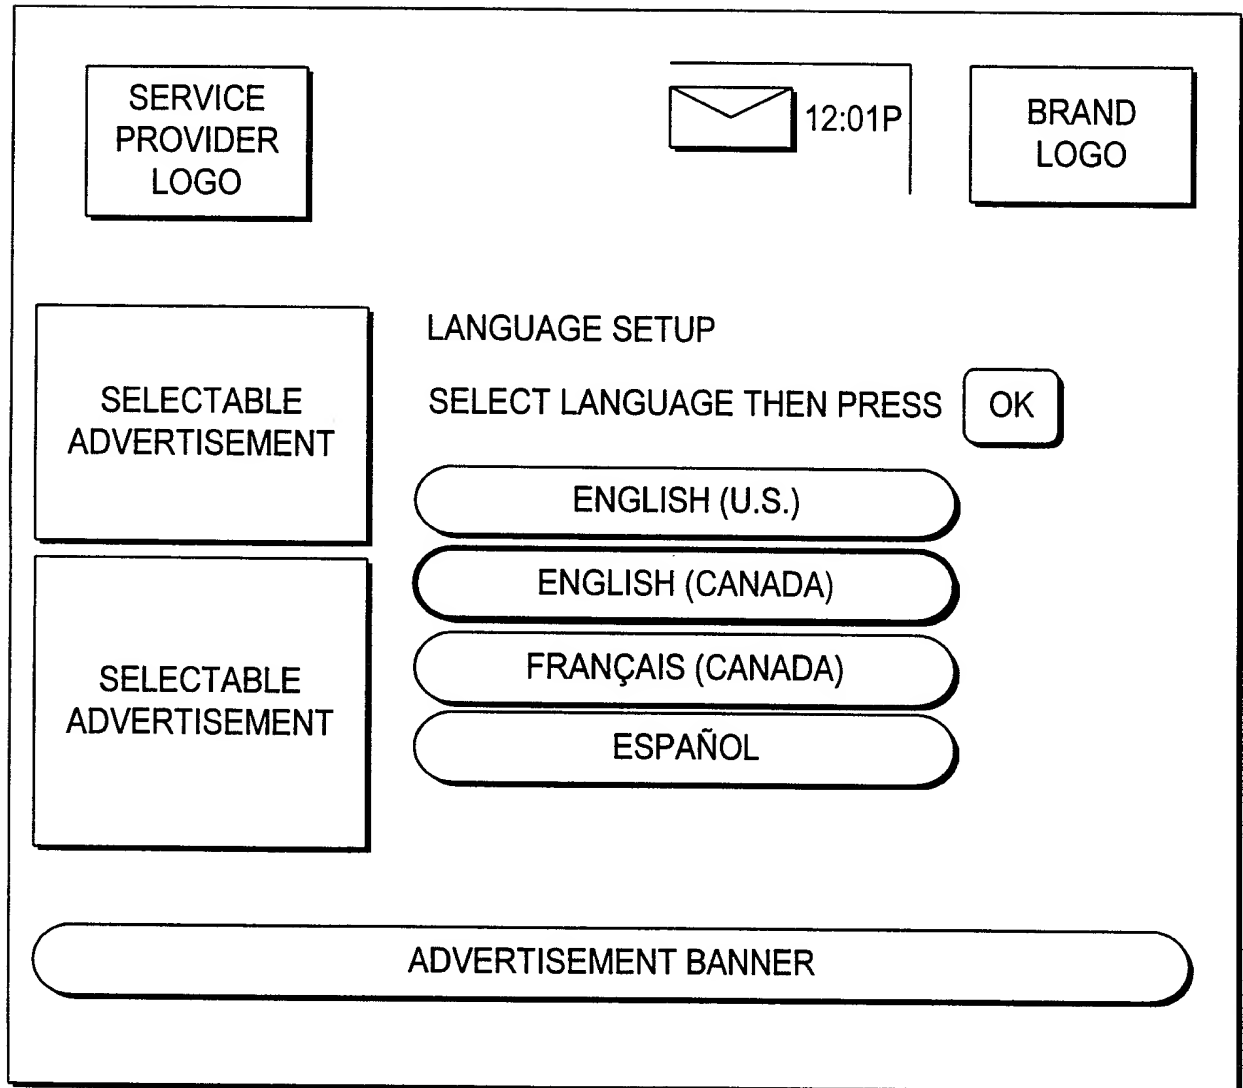 SERVICE
PROVIDER
LOGO
12:01P
BRAND
LOGO
SELECTABLE
ADVERTISEMENT
LANGUAGE SETUP
SELECT LANGUAGE THEN PRESS OK
ENGLISH (U.S.)
ENGLISH (CANADA)
FRANÇAIS (CANADA)
ESPAÑOL
SELECTABLE
ADVERTISEMENT
ADVERTISEMENT BANNER